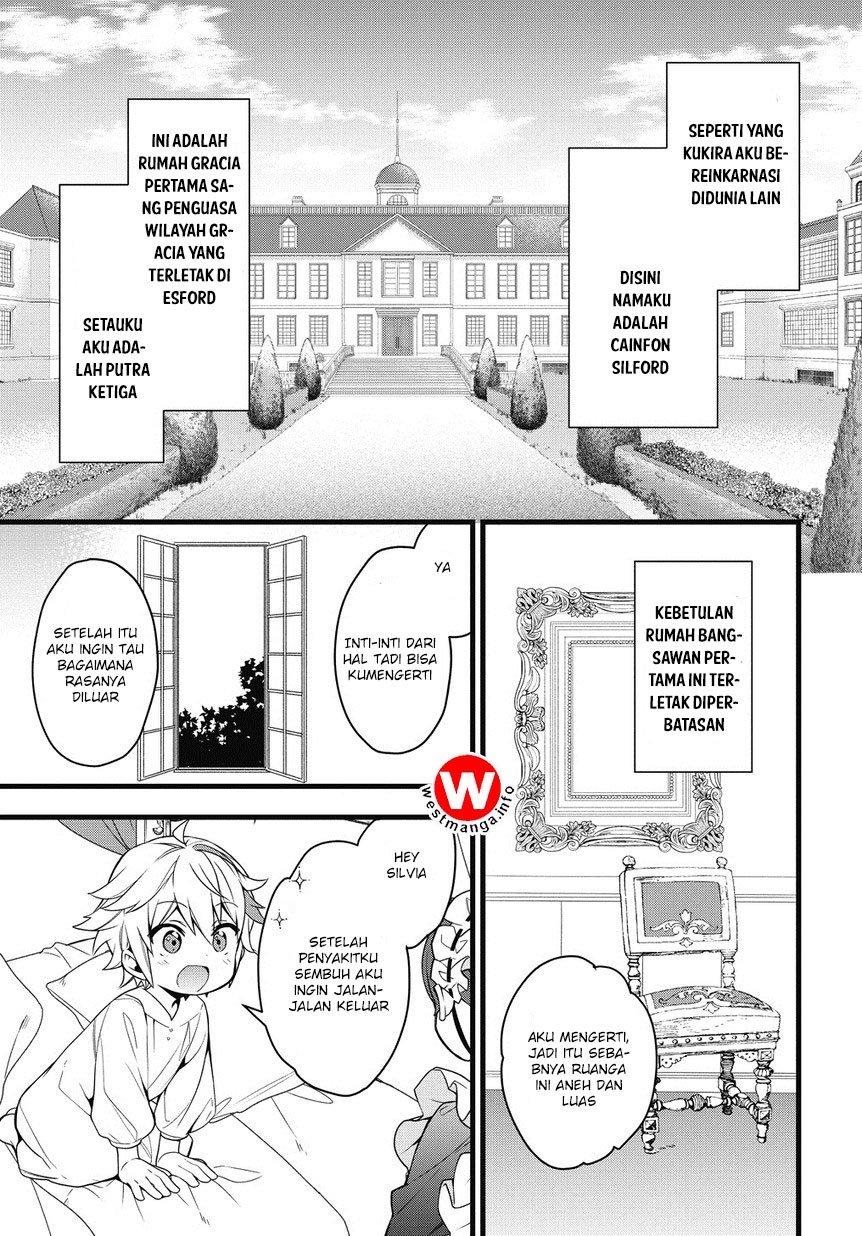 SEPERTI YANG
KUKIRA AKU BE-
REINKARNASI
DIDUNIA LAIN
DISINI
NAMAKU
ADALAH
CAINFON
SILFORD
INI ADALAH
RUMAH GRACIA
PERTAMA SA-
NG PENGUASA
WILAYAH GR-
ACIA YANG
TERLETAK DI
ESFORD
SETAUKU
AKU ADA-
LAH PUTRA
KETIGA
KEBETULAN
RUMAH BANG-
SAWAN PER-
TAMA INI TER-
LETAK DIPER-
BATASAN
AKU MENGERTI,
JADI ITU SEBA-
BNYA RUANGA
INI ANEH DAN
LUAS
YA
INTI-INTI DARI
HAL TADI BISA
KUMENGERTI
SETELAH ITU
AKU INGIN TAU
BAGAIMANA
RASANYA
DILUAR
HEY
SILVIA
SETELAH
PENYAKITKU
SEMBUH AKU
INGIN JALAN-
JALAN KELUAR
W
Westmanga.info